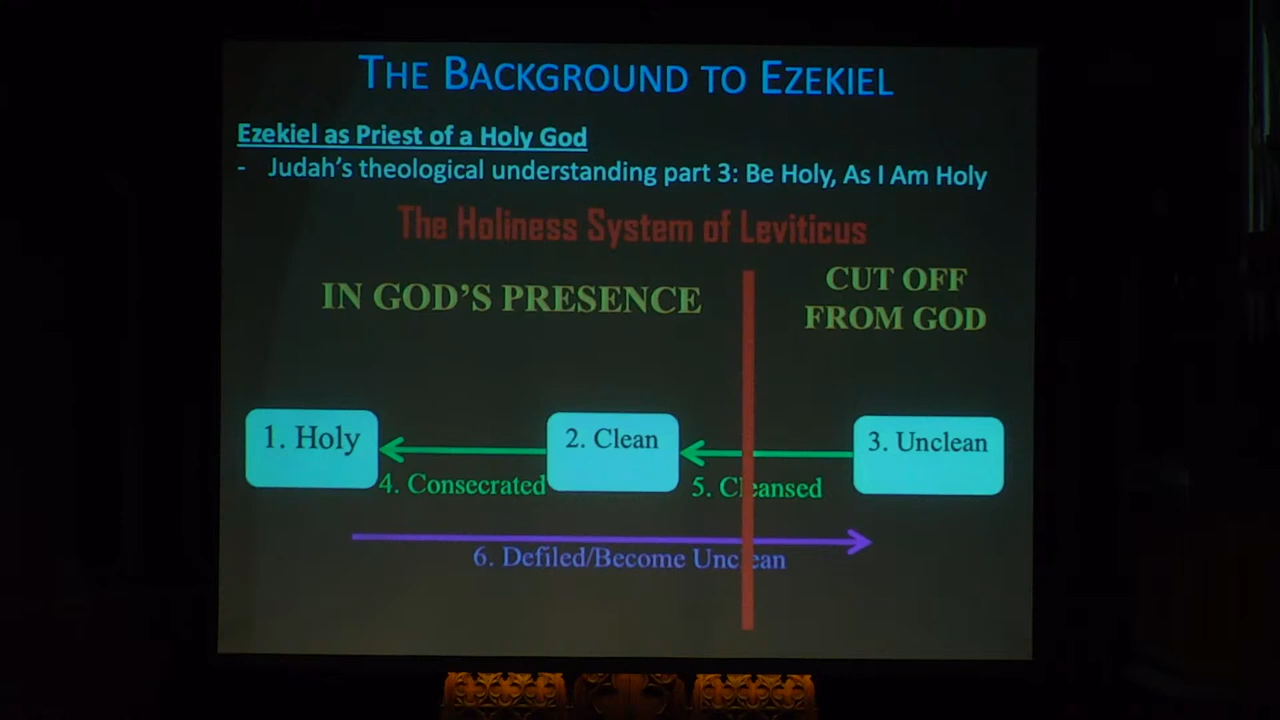 THE BACKGROUND TO EZEKIEL
Ezekiel as Priest of a Holy God
- Judah's theological understanding part 3: Be Holy, As I Am Holy
The Holiness System of Leviticus
IN GOD'S PRESENCE
CUT OFF
FROM GOD
1. Holy
2. Clean
3. Unclean
4. Consecrated
5. Cleansed
6. Defiled/Become Unclean